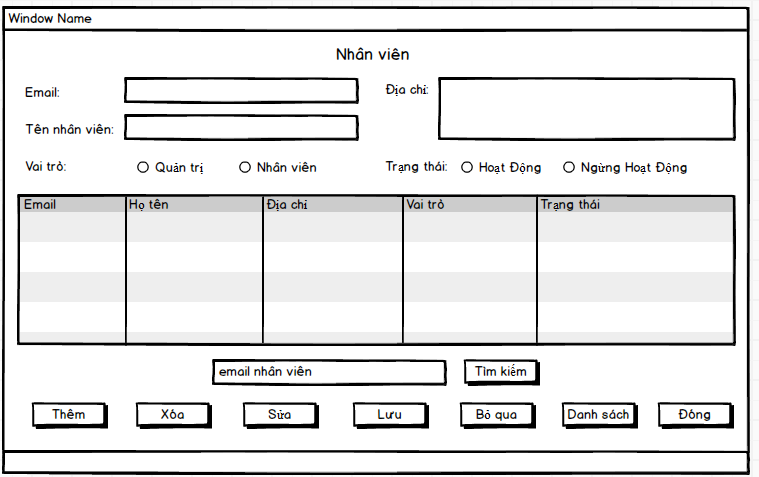 Window Name
Nhân viên
Email:
Địa chỉ:
Tên nhân viên:
Vai trò: Quản trị Nhân viên Trạng thái: Hoạt Động Ngừng Hoạt Động
Email Họ tên Địa chỉ Vai trò Trạng thái
email nhân viên Tìm kiếm
Thêm Xóa Sửa Lưu Bỏ qua Danh sách Đóng